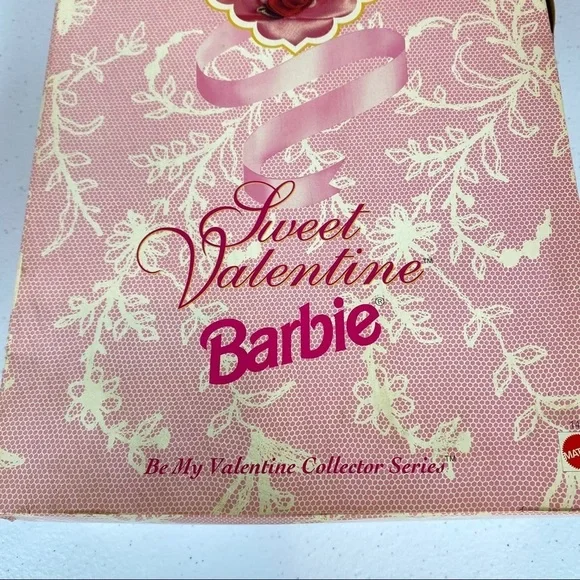 Sweet
Valentine™
Barbie®
Be My Valentine Collector Series™